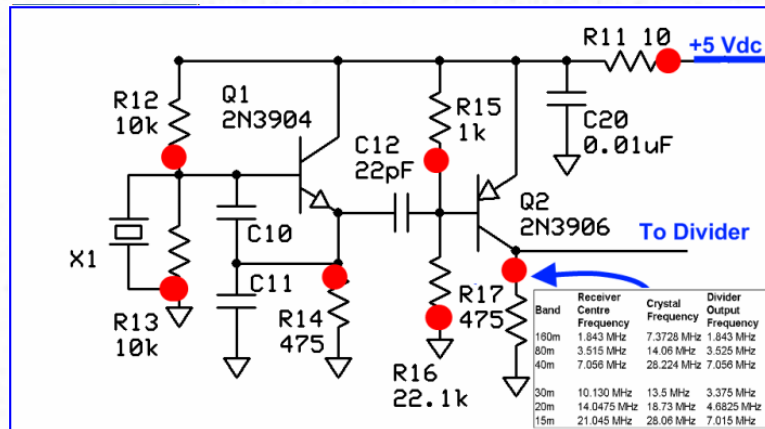 R11 10
+5 Vdc
R12
10k
Q1
2N3904
R15
1k
C12
22pF
C20
0.01uF
Q2
2N3906
To Divider
X1
C10
C11
R13
10k
R14
475
R17
475
R16
22.1k
Band Receiver Centre Frequency Crystal Frequency Divider Output Frequency
160m 1.843 MHz 7.3728 MHz 1.843 MHz
80m 3.515 MHz 14.06 MHz 3.525 MHz
40m 7.056 MHz 28.224 MHz 7.056 MHz
30m 10.130 MHz 13.5 MHz 3.375 MHz
20m 14.0475 MHz 18.73 MHz 4.6825 MHz
15m 21.045 MHz 28.06 MHz 7.015 MHz